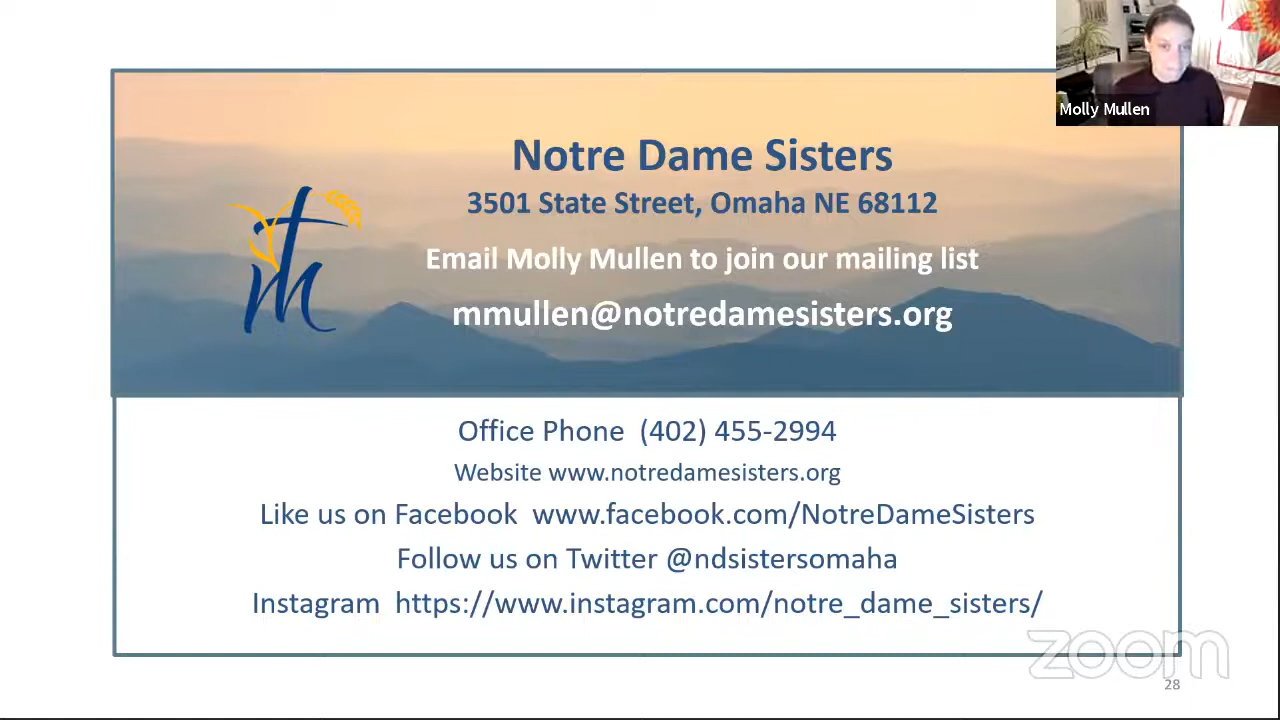 Molly Mullen
Notre Dame Sisters
3501 State Street, Omaha NE 68112
Email Molly Mullen to join our mailing list
mmullen@notredamesisters.org
Office Phone (402) 455-2994
Website www.notredamesisters.org
Like us on Facebook www.facebook.com/NotreDameSisters
Follow us on Twitter @ndsistersomaha
Instagram https://www.instagram.com/notre_dame_sisters/
zoom
28